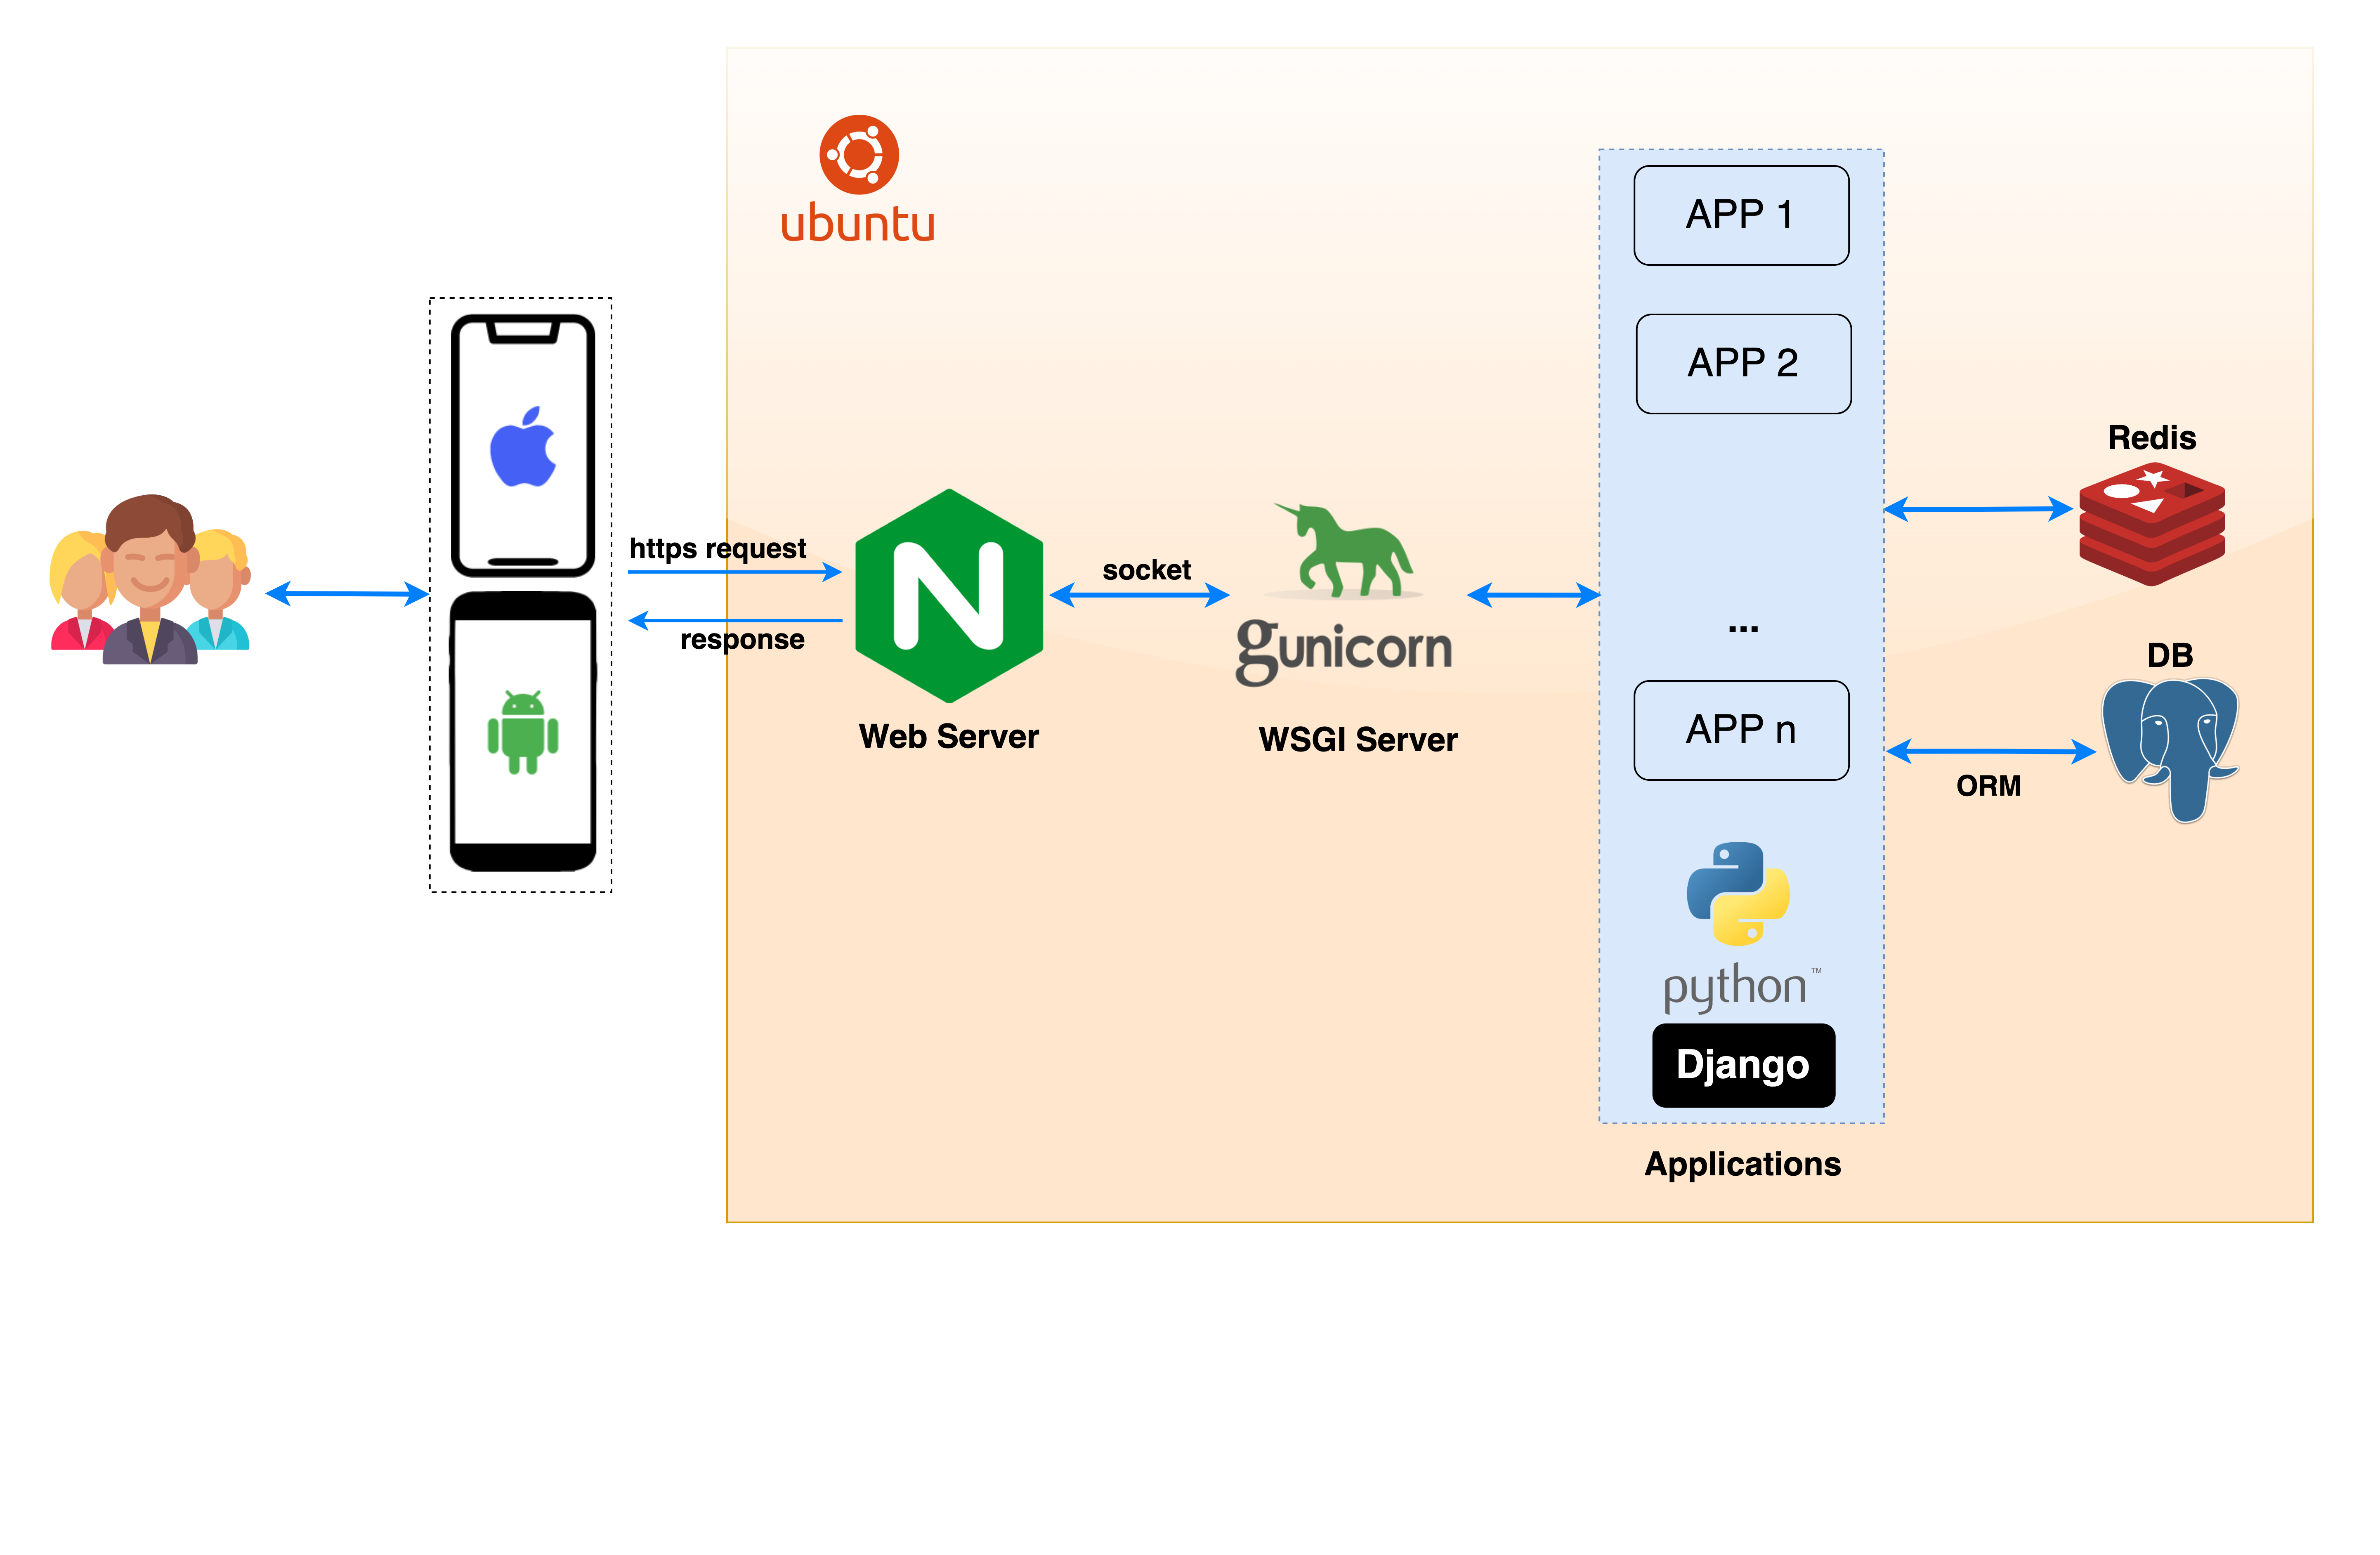 ubuntu
https request
response
Web Server
socket
gunicorn
WSGI Server
APP 1
APP 2
...
APP n
python™
Django
Applications
Redis
DB
ORM